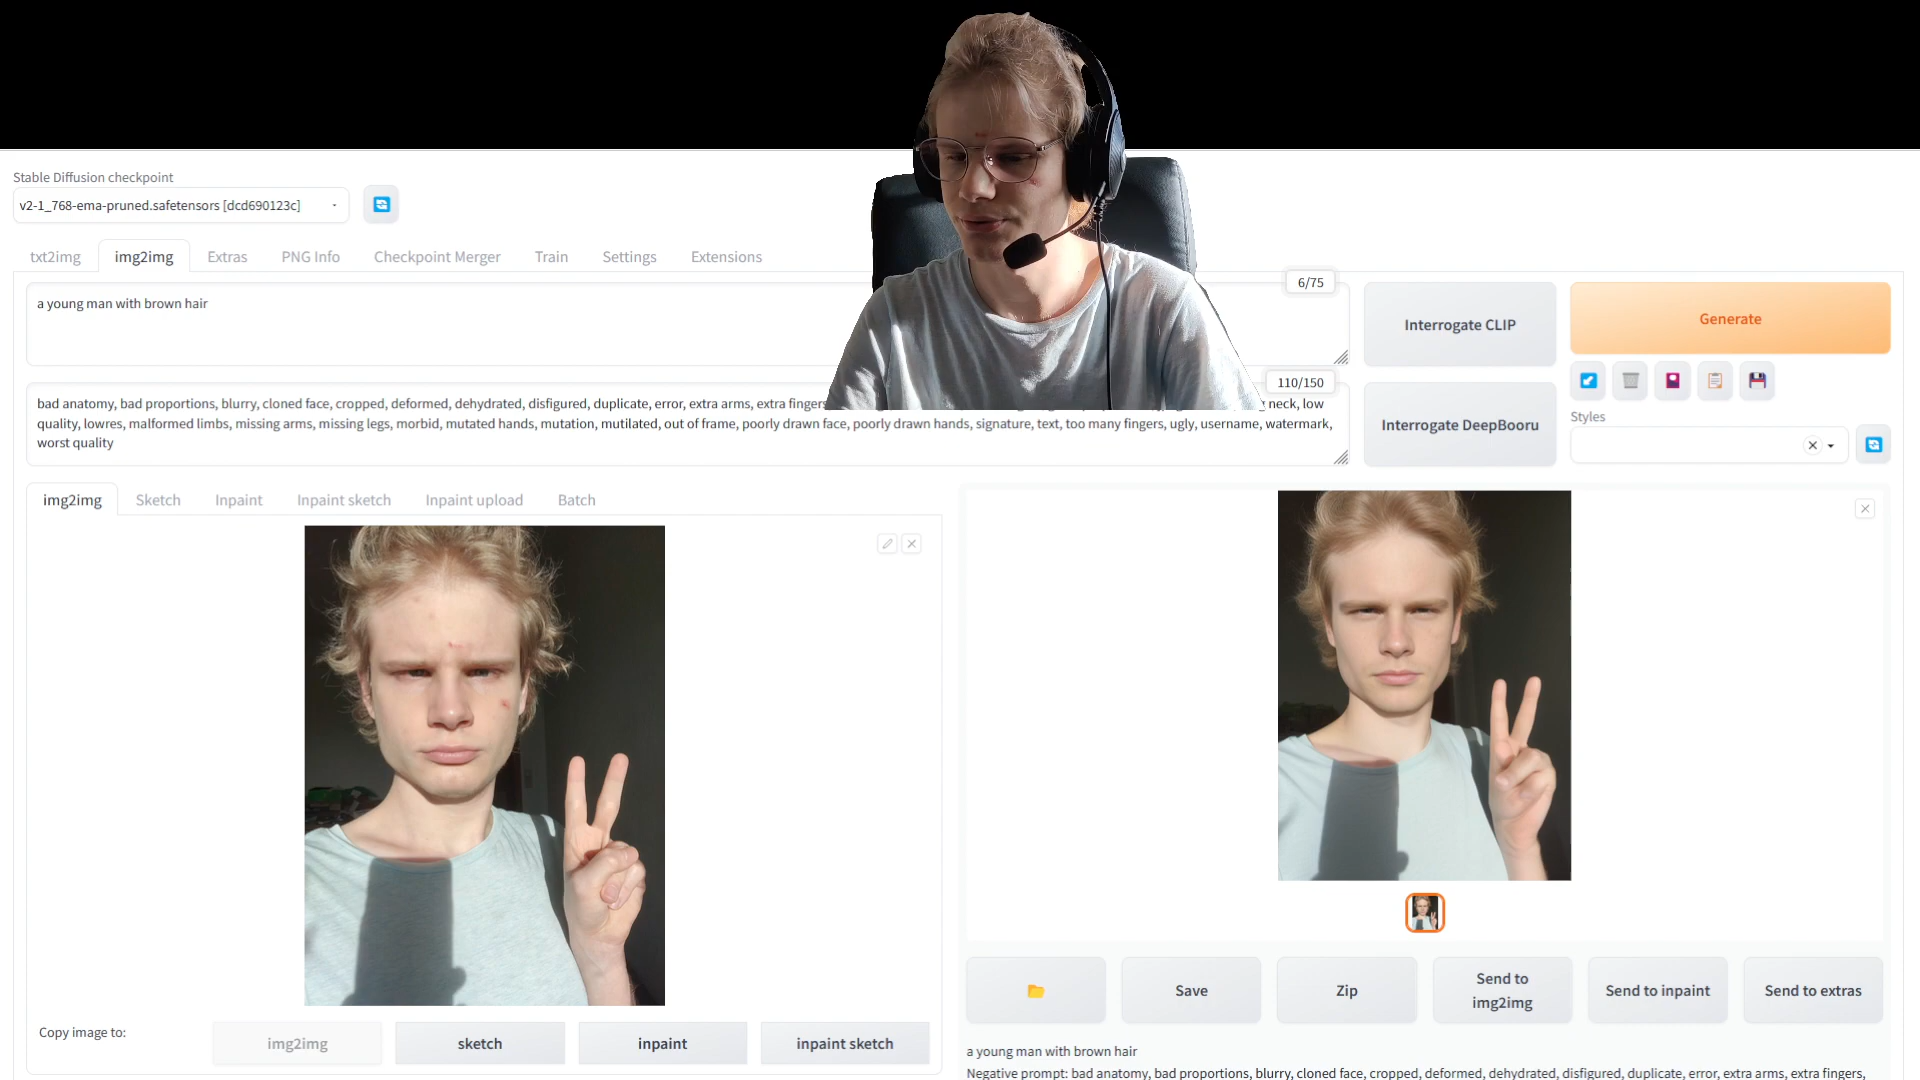 Stable Diffusion checkpoint
v2-1_768-ema-pruned.safetensors [dcd690123c]
txt2img img2img Extras PNG Info Checkpoint Merger Train Settings Extensions
6/75
a young man with brown hair
Interrogate CLIP
Generate
110/150
bad anatomy, bad proportions, blurry, cloned face, cropped, deformed, dehydrated, disfigured, duplicate, error, extra arms, extra fingers neck, low
quality, lowres, malformed limbs, missing arms, missing legs, morbid, mutated hands, mutation, mutilated, out of frame, poorly drawn face, poorly drawn hands, signature, text, too many fingers, ugly, username, watermark,
worst quality
Interrogate DeepBooru
Styles
img2img Sketch Inpaint Inpaint sketch Inpaint upload Batch
Copy image to:
img2img
sketch
inpaint
inpaint sketch
Save
Zip
Send to
img2img
Send to inpaint
Send to extras
a young man with brown hair
Negative prompt: bad anatomy, bad proportions, blurry, cloned face, cropped, deformed, dehydrated, disfigured, duplicate, error, extra arms, extra fingers,